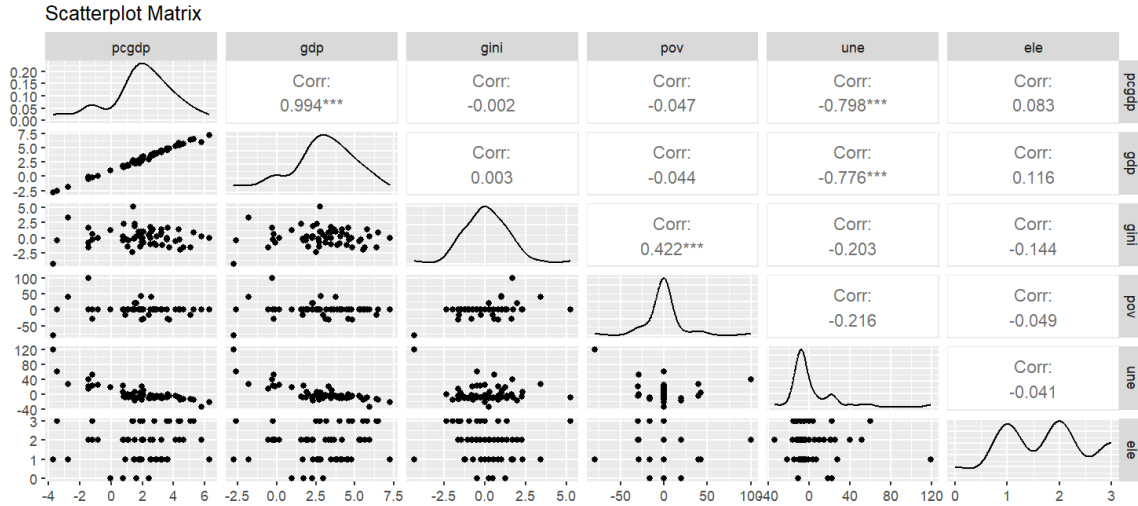 Scatterplot Matrix
pcgdp gdp gini pov une ele
0.20 Corr: Corr: Corr: Corr: Corr: pcgdp
0.15
0.10 0.994*** -0.002 -0.047 -0.798*** 0.083
0.05
0.00
7.5 Corr: Corr: Corr: Corr: gdp
5.0
2.5 0.003 -0.044 -0.776*** 0.116
0.0
-2.5
5.0 Corr: Corr: Corr: gini
2.5
0.0 0.422*** -0.203 -0.144
-2.5
100 Corr: Corr: pov
50
0 -0.216 -0.049
-50
120 Corr: une
80
40 -0.041
0
-40
3 ele
2
1
0
-4 -2 0 2 4 6 -2.5 0.0 2.5 5.0 7.5 -2.5 0.0 2.5 5.0 -50 0 50 100 -40 0 40 80 120 0 1 2 3